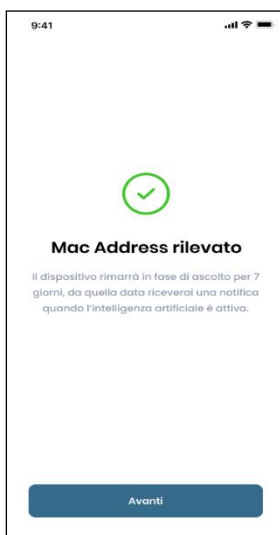 9:41
Mac Address rilevato
Il dispositivo rimarrà in fase di ascolto per 7
giorni, da quella data riceverai una notifica
quando l'intelligenza artificiale è attiva.
Avanti